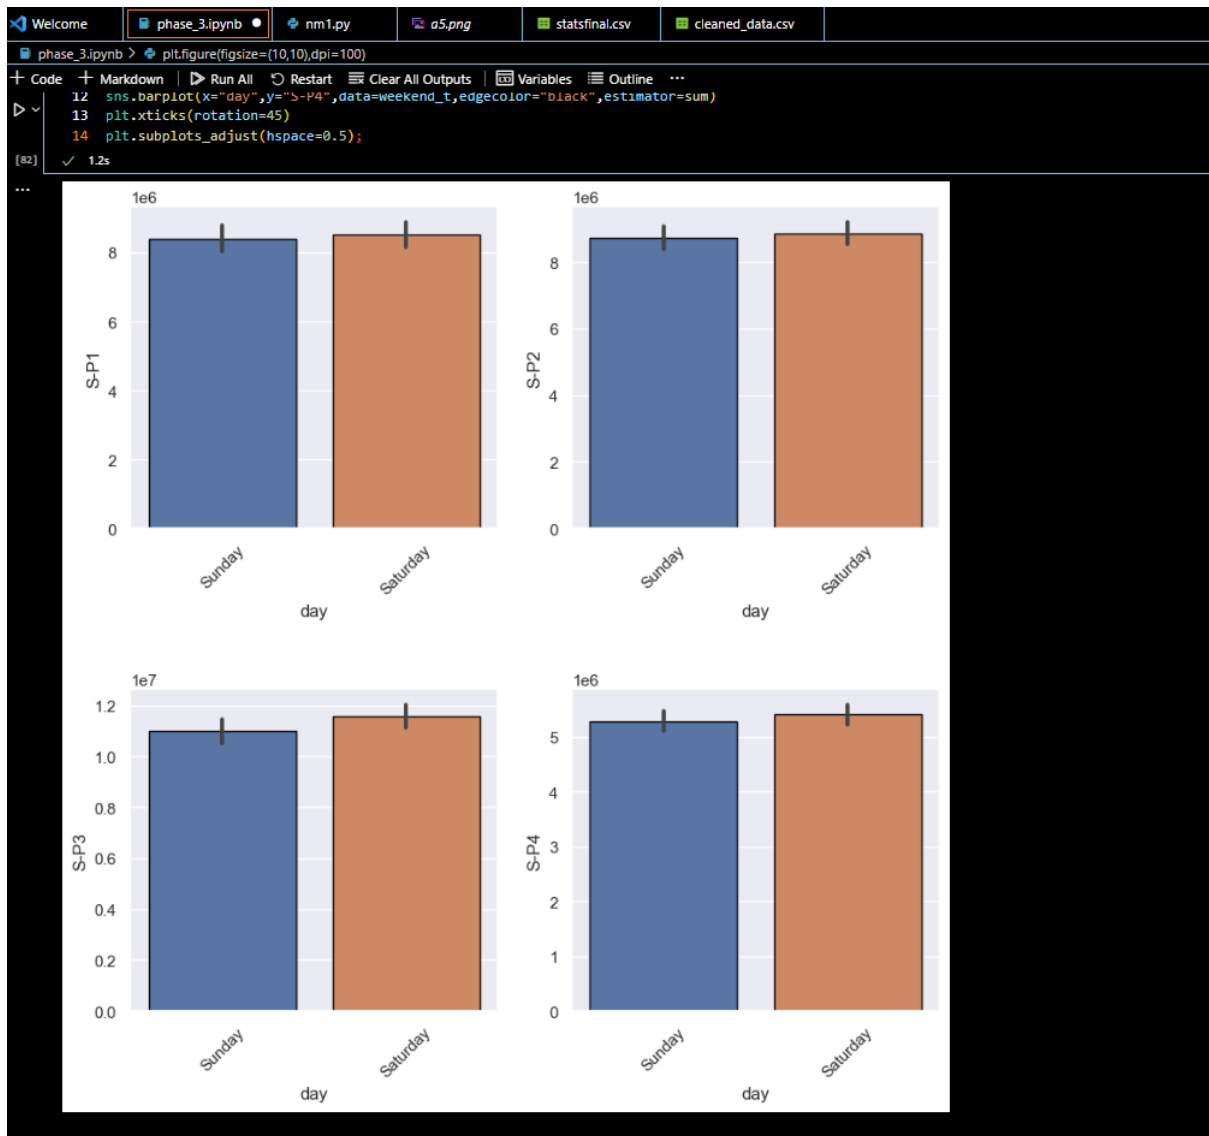 Welcome phase_3.ipynb nm1.py a5.png statsfinal.csv cleaned_data.csv
phase_3.ipynb > plt.figure(figsize=(10,10),dpi=100)
+ Code + Markdown Run All Restart Clear All Outputs Variables Outline ...
12 sns.barplot(x="day",y="S-P4",data=weekend_t,edgecolor="black",estimator=sum)
13 plt.xticks(rotation=45)
14 plt.subplots_adjust(hspace=0.5);
[82] ✓ 1.2s
...
1e6
8
6
4
2
0
S-P1
Sunday
Saturday
day
1e6
8
6
4
2
0
S-P2
Sunday
Saturday
day
1e7
1.2
1.0
0.8
0.6
0.4
0.2
0.0
S-P3
Sunday
Saturday
day
1e6
5
4
3
2
1
0
S-P4
Sunday
Saturday
day